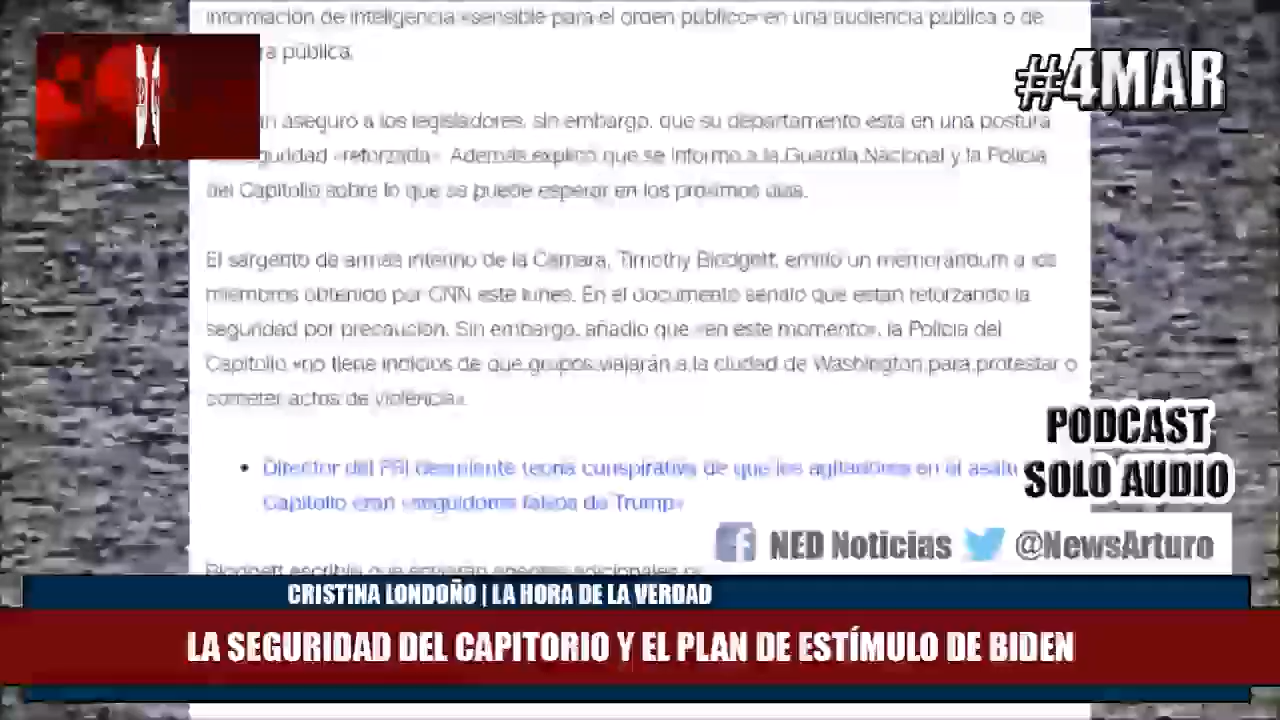 información de inteligencia «sensible para el orden público» en una audiencia pública o de
ra pública.
#4MAR
an aseguró a los legisladores, sin embargo, que su departamento está en una postura
seguridad «reforzada». Además explicó que se informó a la Guardia Nacional y la Policía
del Capitolio sobre lo que se puede esperar en los próximos días.
El sargento de armas interino de la Cámara, Timothy Blodgett, emitió un memorándum a los
miembros obtenido por CNN este lunes. En el documento señaló que están reforzando la
seguridad por precaución. Sin embargo, añadió que «en este momento», la Policía del
Capitolio «no tiene indicios de que grupos viajarán a la ciudad de Washington para protestar o
cometer actos de violencia».
• Director del FBI desmiente teoría conspirativa de que los agitadores en el asalto
Capitolio eran «seguidores falsos de Trump»
PODCAST
SOLO AUDIO
NED Noticias @NewsArturo
Blodgett escribió que estarán agentes adicionales
CRISTINA LONDOÑO | LA HORA DE LA VERDAD
LA SEGURIDAD DEL CAPITORIO Y EL PLAN DE ESTÍMULO DE BIDEN